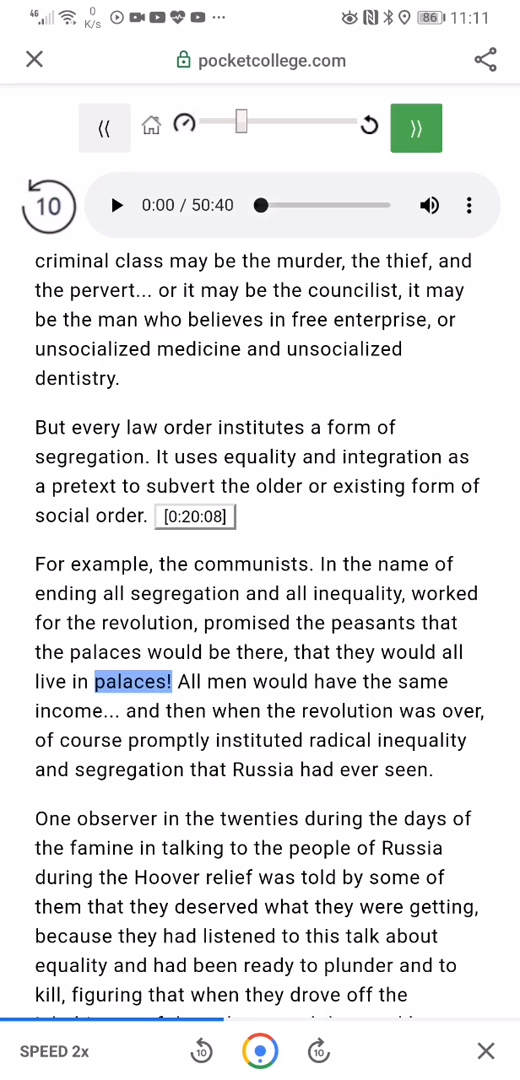 46
0
K/s
86
11:11
pocketcollege.com
⟨⟨
⟩⟩
10
0:00 / 50:40
criminal class may be the murder, the thief, and
the pervert... or it may be the councilist, it may
be the man who believes in free enterprise, or
unsocialized medicine and unsocialized
dentistry.
But every law order institutes a form of
segregation. It uses equality and integration as
a pretext to subvert the older or existing form of
social order. [0:20:08]
For example, the communists. In the name of
ending all segregation and all inequality, worked
for the revolution, promised the peasants that
the palaces would be there, that they would all
live in palaces! All men would have the same
income... and then when the revolution was over,
of course promptly instituted radical inequality
and segregation that Russia had ever seen.
One observer in the twenties during the days of
the famine in talking to the people of Russia
during the Hoover relief was told by some of
them that they deserved what they were getting,
because they had listened to this talk about
equality and had been ready to plunder and to
kill, figuring that when they drove off the
SPEED 2x
10
10